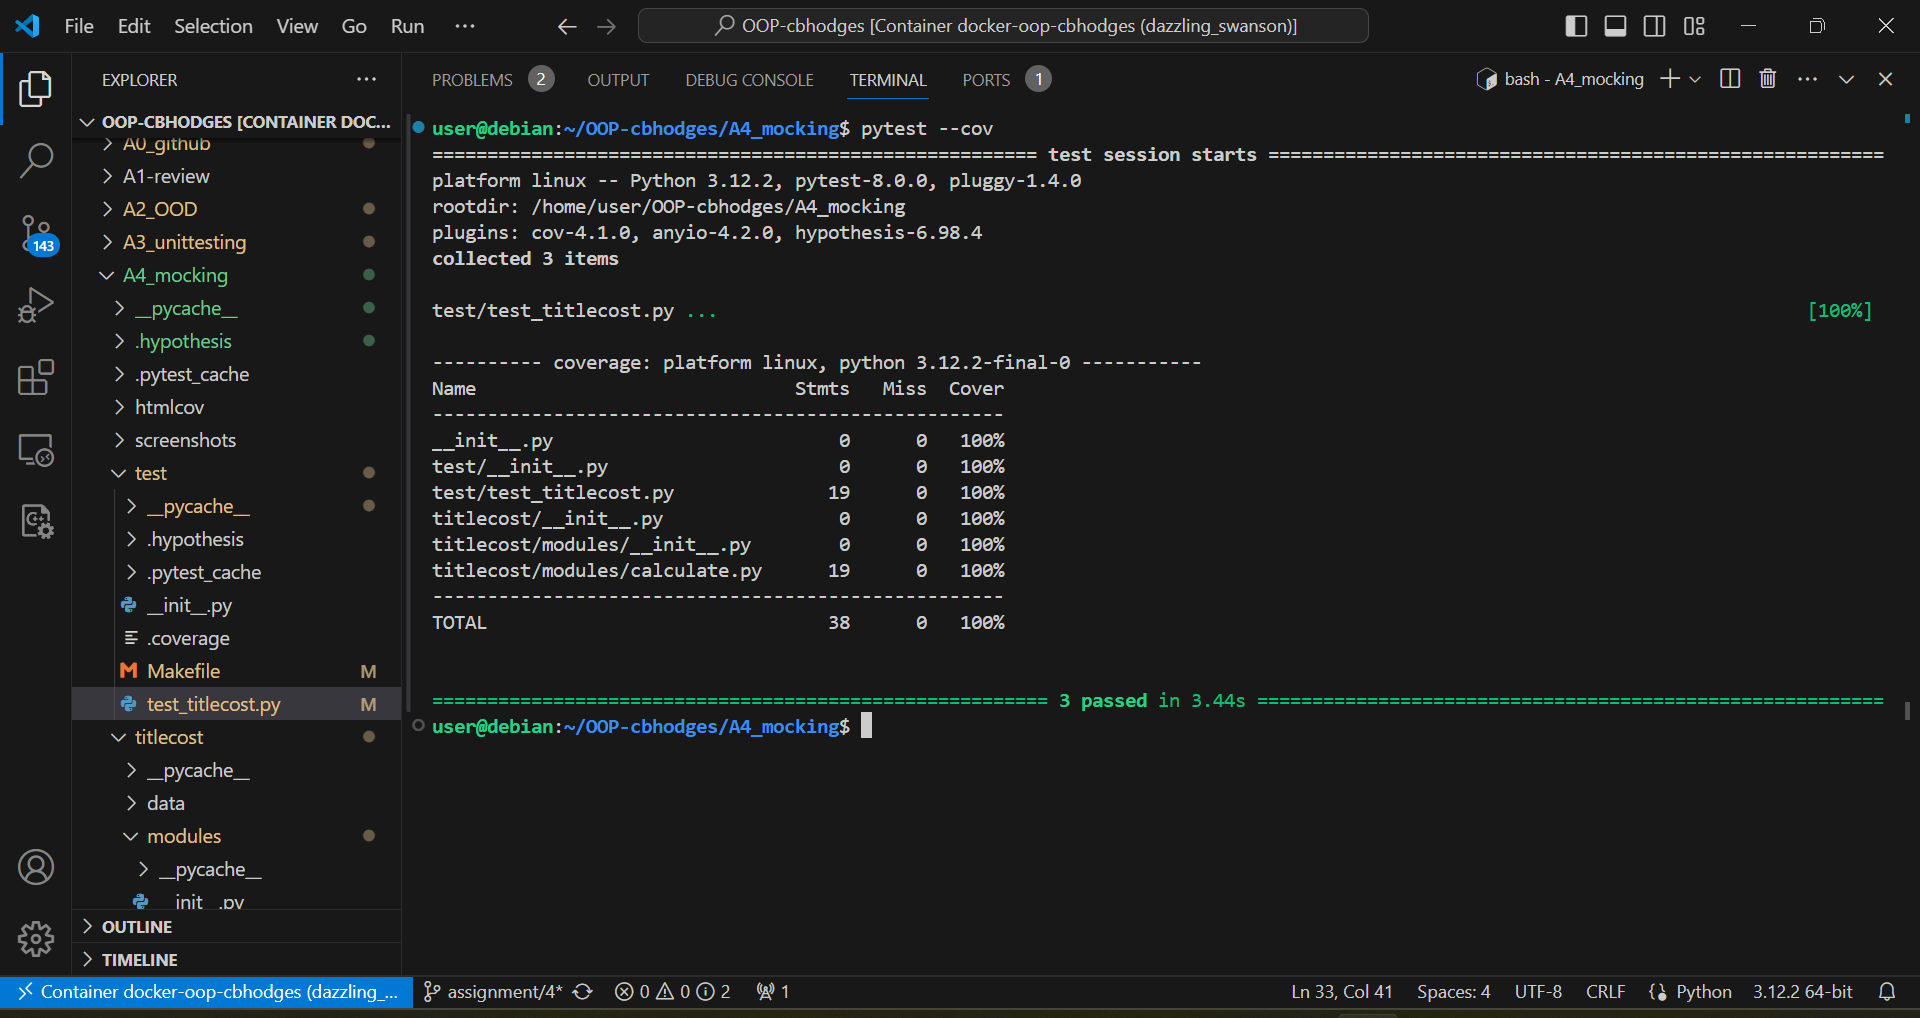 File Edit Selection View Go Run ... OOP-cbhodges [Container docker-oop-cbhodges (dazzling_swanson)]
EXPLORER ...
OOP-CBHODGES [CONTAINER DOC...
A0_github
A1-review
A2_OOD
A3_unittesting
143
A4_mocking
__pycache__
.hypothesis
.pytest_cache
htmlcov
screenshots
test
__pycache__
.hypothesis
.pytest_cache
__init__.py
.coverage
Makefile M
test_titlecost.py M
titlecost
__pycache__
data
modules
__pycache__
__init__.py
OUTLINE
TIMELINE
PROBLEMS 2 OUTPUT DEBUG CONSOLE TERMINAL PORTS 1 bash - A4_mocking
user@debian:~/OOP-cbhodges/A4_mocking$ pytest --cov
======================================================= test session starts ========================================================
platform linux -- Python 3.12.2, pytest-8.0.0, pluggy-1.4.0
rootdir: /home/user/OOP-cbhodges/A4_mocking
plugins: cov-4.1.0, anyio-4.2.0, hypothesis-6.98.4
collected 3 items
test/test_titlecost.py ... [100%]
---------- coverage: platform linux, python 3.12.2-final-0 -----------
Name Stmts Miss Cover
----------------------------------------------------
__init__.py 0 0 100%
test/__init__.py 0 0 100%
test/test_titlecost.py 19 0 100%
titlecost/__init__.py 0 0 100%
titlecost/modules/__init__.py 0 0 100%
titlecost/modules/calculate.py 19 0 100%
----------------------------------------------------
TOTAL 38 0 100%
======================================================== 3 passed in 3.44s =========================================================
user@debian:~/OOP-cbhodges/A4_mocking$
Container docker-oop-cbhodges (dazzling_... assignment/4* 0 0 2 1 Ln 33, Col 41 Spaces: 4 UTF-8 CRLF Python 3.12.2 64-bit